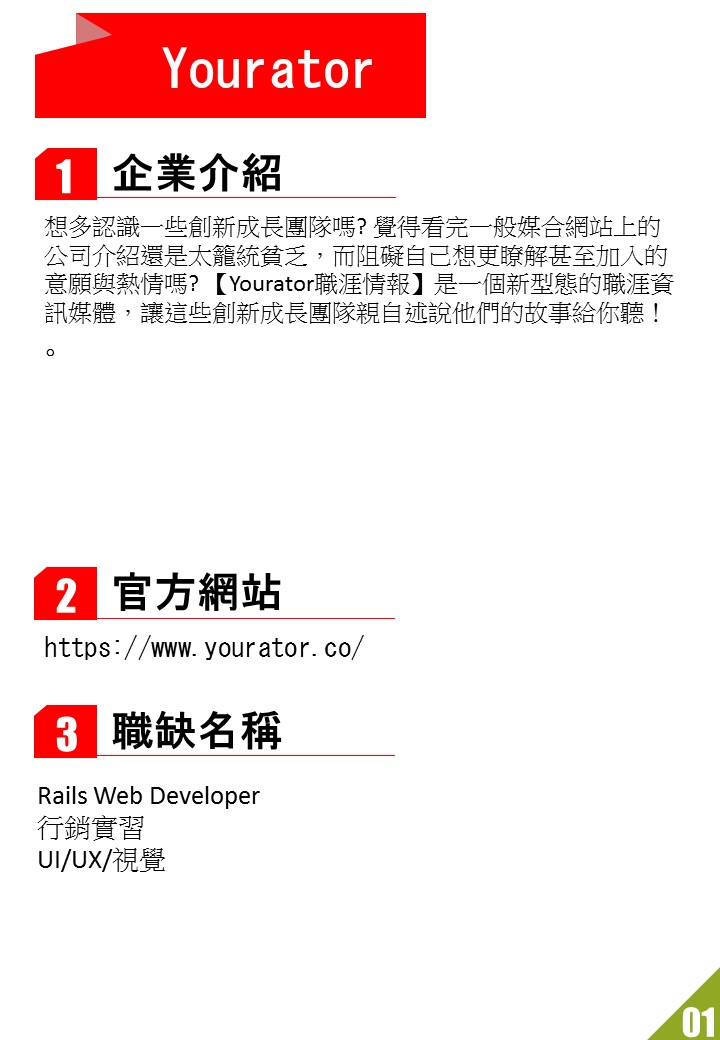 Yourator
1 企業介紹
想多認識一些創新成長團隊嗎? 覺得看完一般媒合網站上的
公司介紹還是太籠統貧乏，而阻礙自己想更瞭解甚至加入的
意願與熱情嗎? 【Yourator職涯情報】是一個新型態的職涯資
訊媒體，讓這些創新成長團隊親自述說他們的故事給你聽！
。
2 官方網站
https://www.yourator.co/
3 職缺名稱
Rails Web Developer
行銷實習
UI/UX/視覺
01